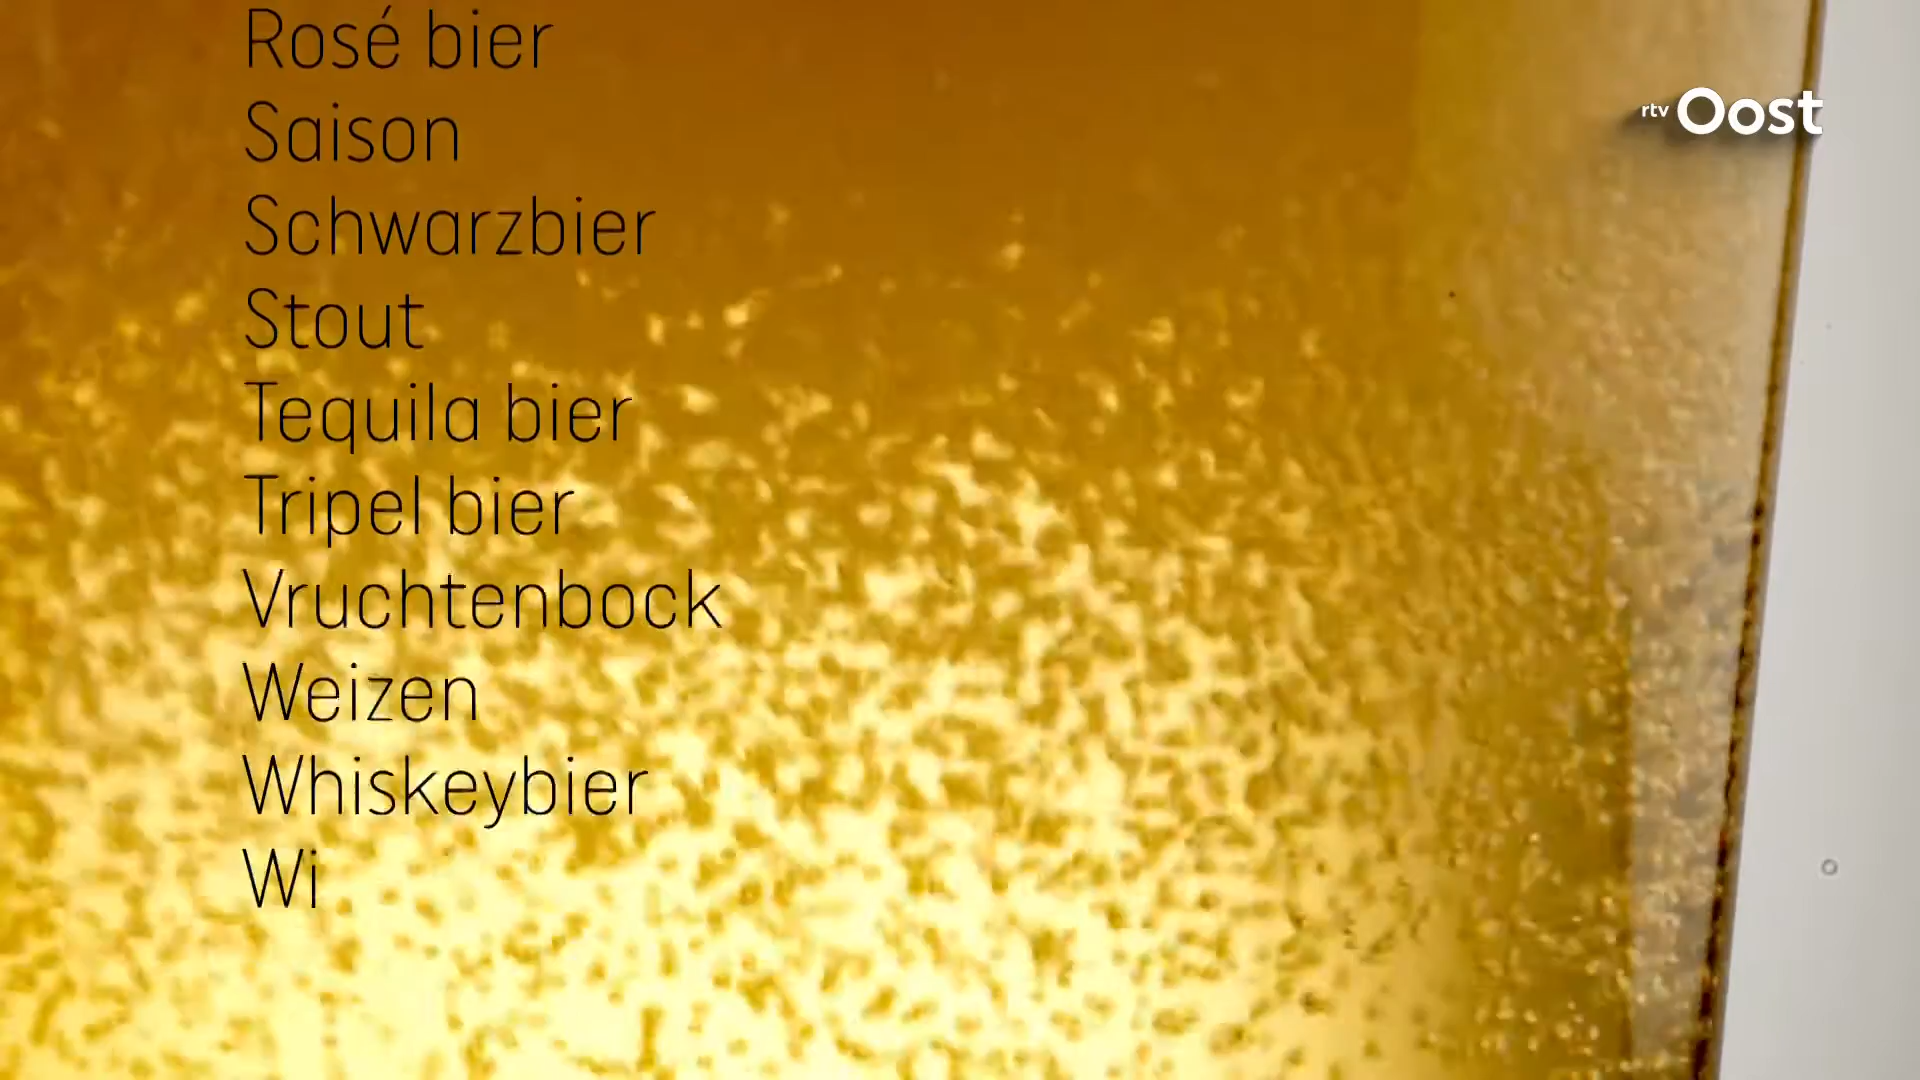 Rosé bier
rtv Oost
Saison
Schwarzbier
Stout
Tequila bier
Tripel bier
Vruchtenbock
Weizen
Whiskeybier
Wi